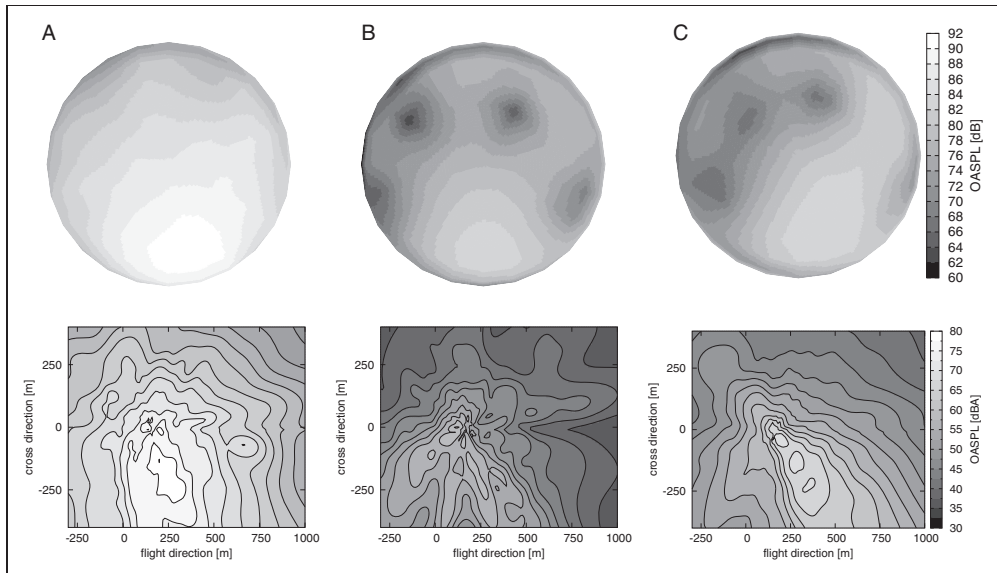 A
B
C
92
90
88
86
84
82
80
78
76
74
72
70
68
66
64
62
60
OASPL [dB]
250
0
-250
cross direction [m]
-250 0 250 500 750 1000
flight direction [m]
250
0
-250
cross direction [m]
-250 0 250 500 750 1000
flight direction [m]
250
0
-250
cross direction [m]
-250 0 250 500 750 1000
flight direction [m]
80
75
70
65
60
55
50
45
40
35
30
OASPL [dBA]